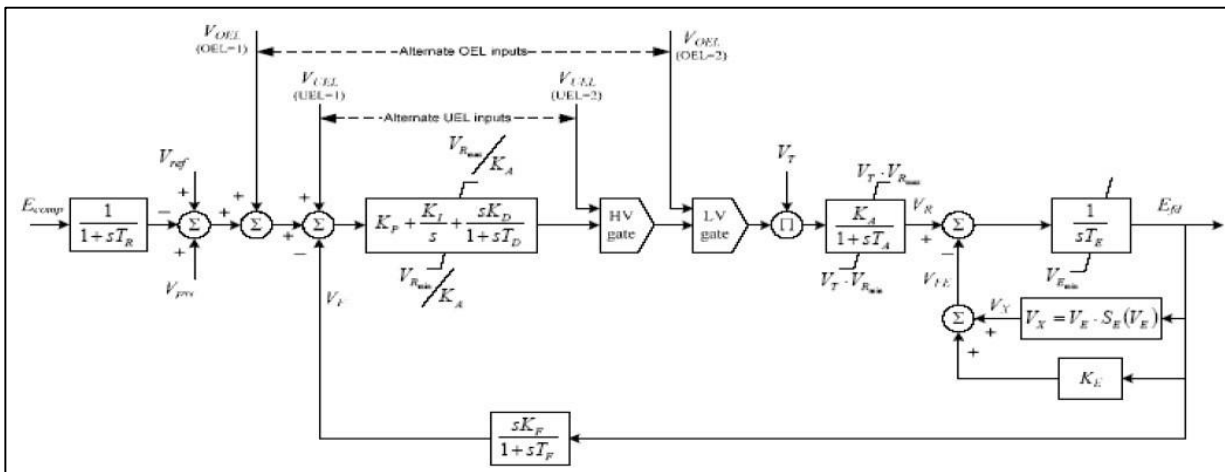 V_OEL
(OEL=1)
Alternate OEL inputs
V_OEL
(OEL=2)
V_UEL
(UEL=1)
V_UEL
(UEL=2)
Alternate UEL inputs
V_Rmin / K_A
V_ref
+
V_T
V_T · V_Rmin
E_comp
1 / (1 + sT_R)
−
Σ
+
+
Σ
+
+
Σ
K_P + K_I / s + sK_D / (1 + sT_D)
HV
gate
LV
gate
Π
K_A / (1 + sT_A)
V_R
+
Σ
−
1 / sT_E
E_fd
+
−
V_Rmin / K_A
V_T · V_Rmin
V_Emin
V_F
V_FE
Σ
V_X
+
V_X = V_E · S_E(V_E)
+
K_E
sK_F / (1 + sT_F)